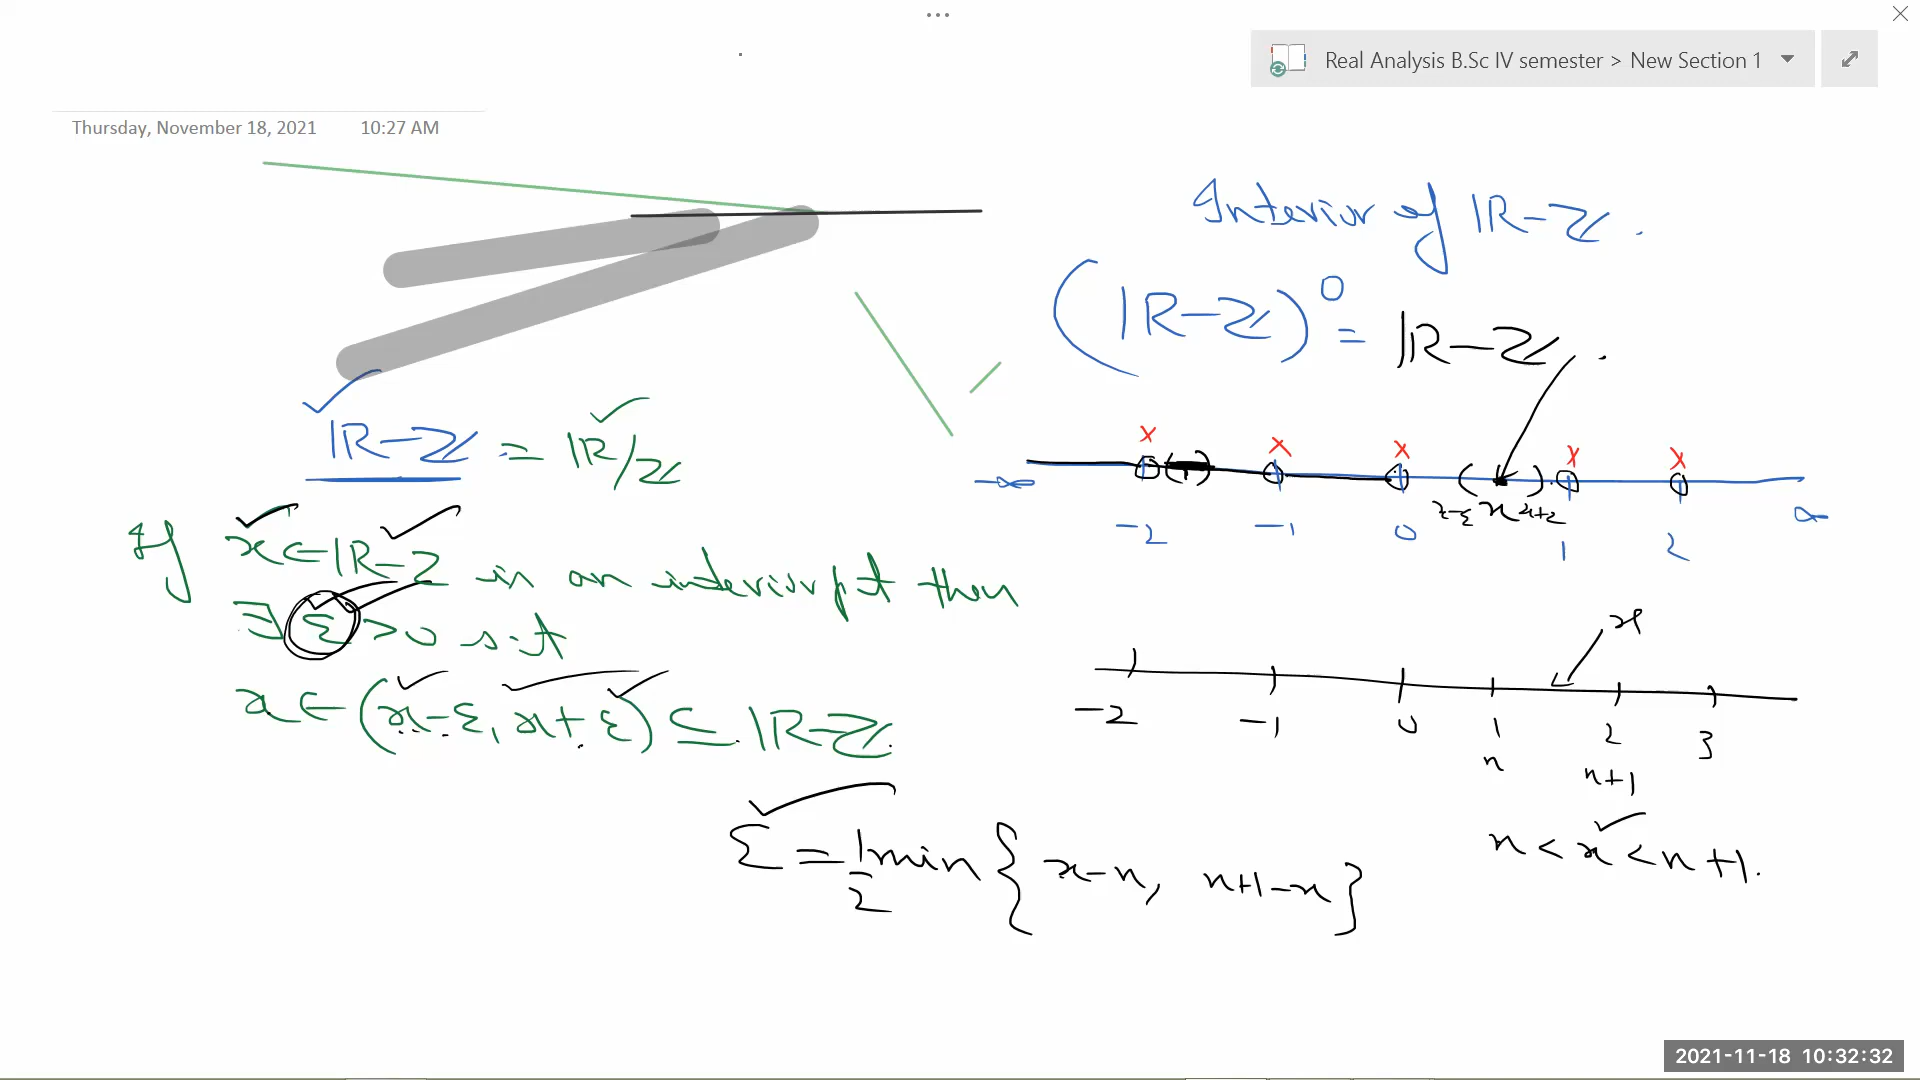 Real Analysis B.Sc IV semester > New Section 1
Thursday, November 18, 2021 10:27 AM
Interior of ℝ-ℤ.
(ℝ-ℤ)⁰ = ℝ-ℤ.
ℝ-ℤ = ℝ/ℤ
x x x x x
-∞ ∞
x-ε x x+ε
-2 -1 0 1 2
If x∈ℝ-ℤ is an interior pt then
∃ ε>0 s.t
x∈(x-ε, x+ε) ⊆ ℝ-ℤ.
x
-2 -1 0 1 2 3
n n+1
n < x < n+1.
ε = 1/2 min { x-n, n+1-x }
2021-11-18 10:32:32